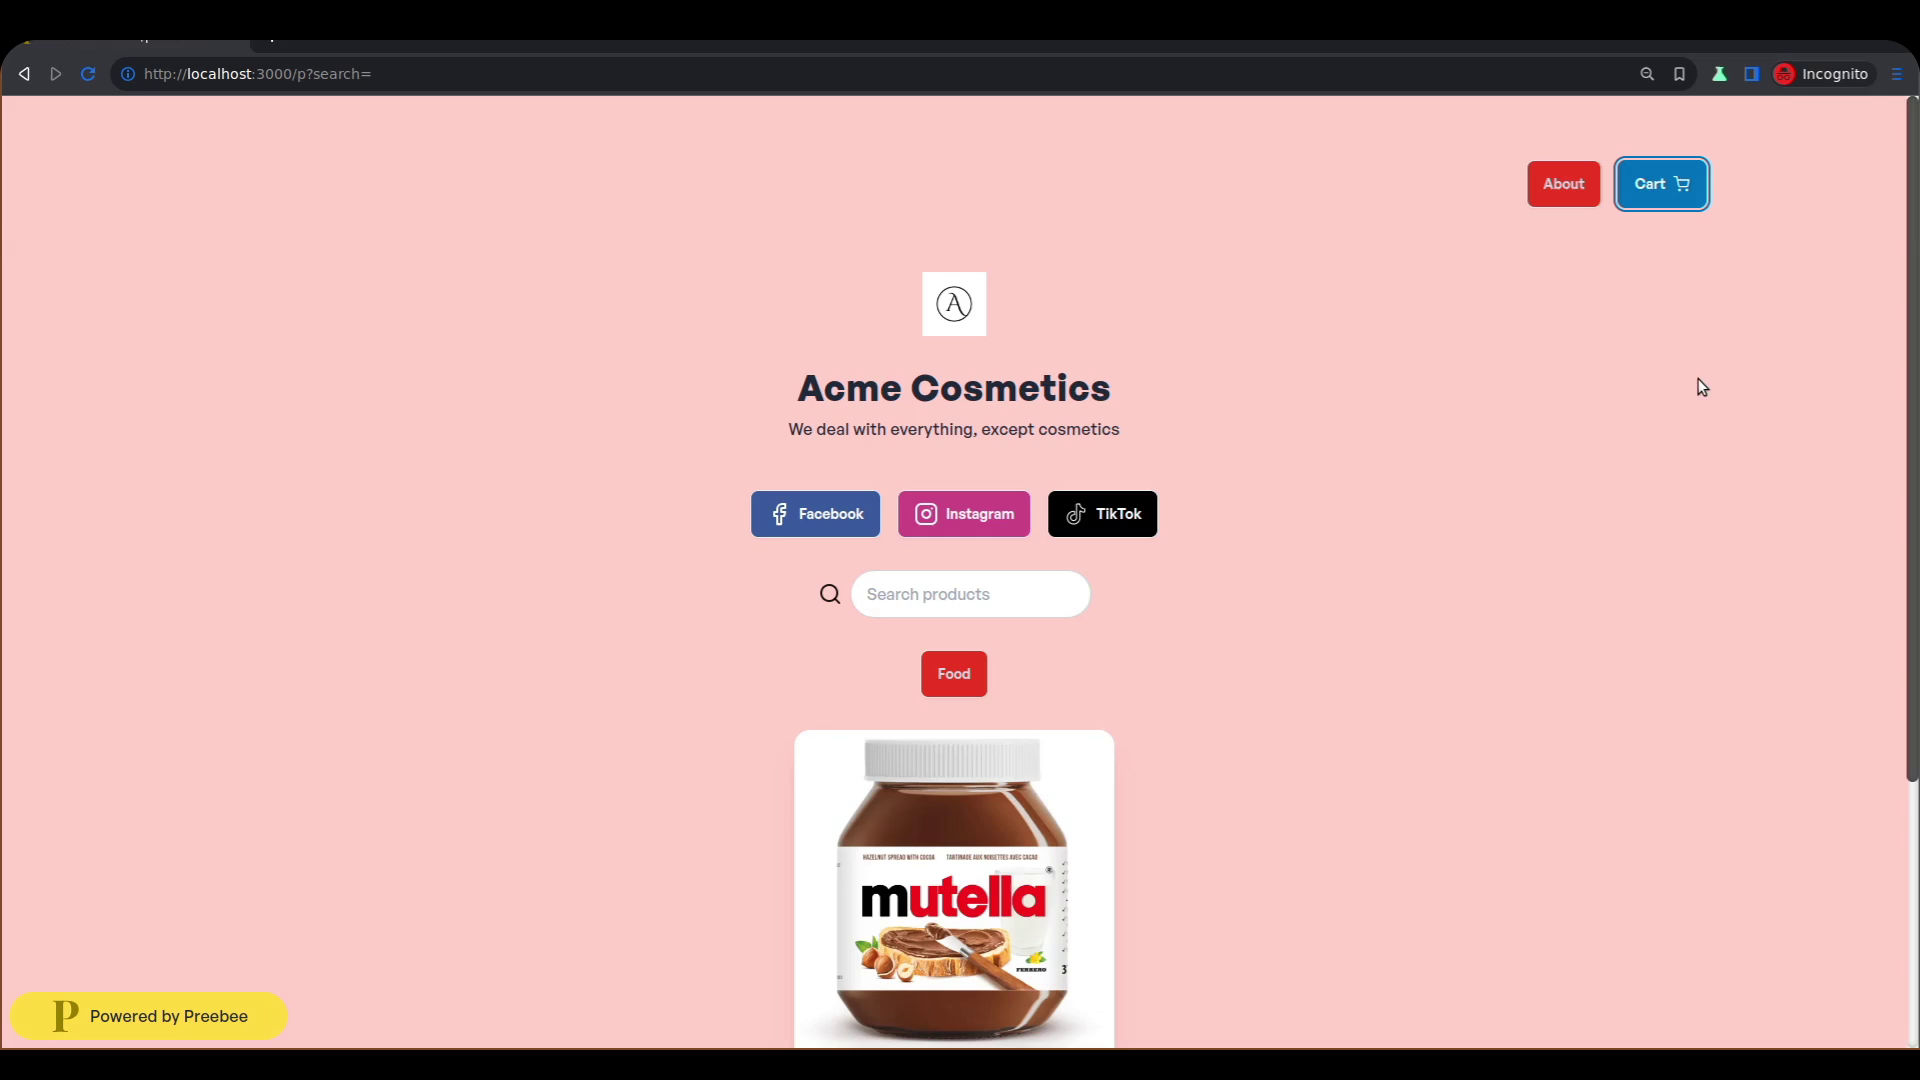 http://localhost:3000/p?search=
Incognito
About
Cart
A
Acme Cosmetics
We deal with everything, except cosmetics
Facebook
Instagram
TikTok
Search products
Food
HAZELNUT SPREAD WITH COCOA
TARTINADE AUX NOISETTES AVEC CACAO
mutella
FERRERO
3
P Powered by Preebee